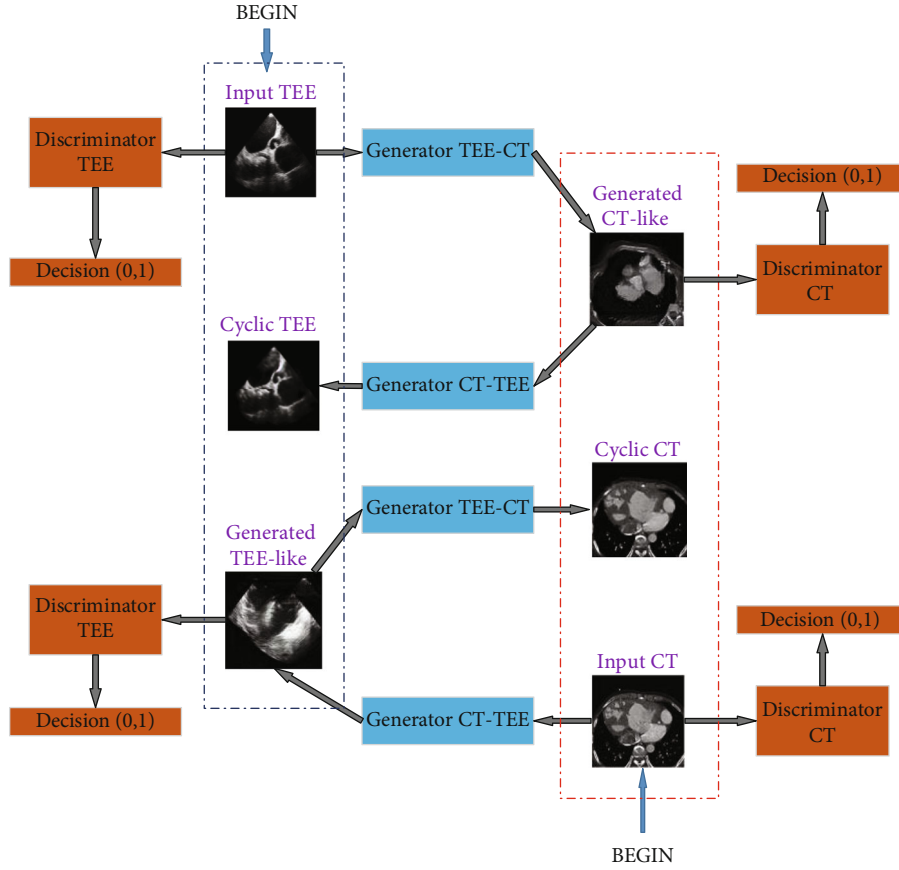 BEGIN
Input TEE
Discriminator
TEE
Generator TEE-CT
Generated
CT-like
Decision (0,1)
Decision (0,1)
Discriminator
CT
Cyclic TEE
Generator CT-TEE
Cyclic CT
Generator TEE-CT
Generated
TEE-like
Discriminator
TEE
Decision (0,1)
Input CT
Decision (0,1)
Generator CT-TEE
Discriminator
CT
BEGIN